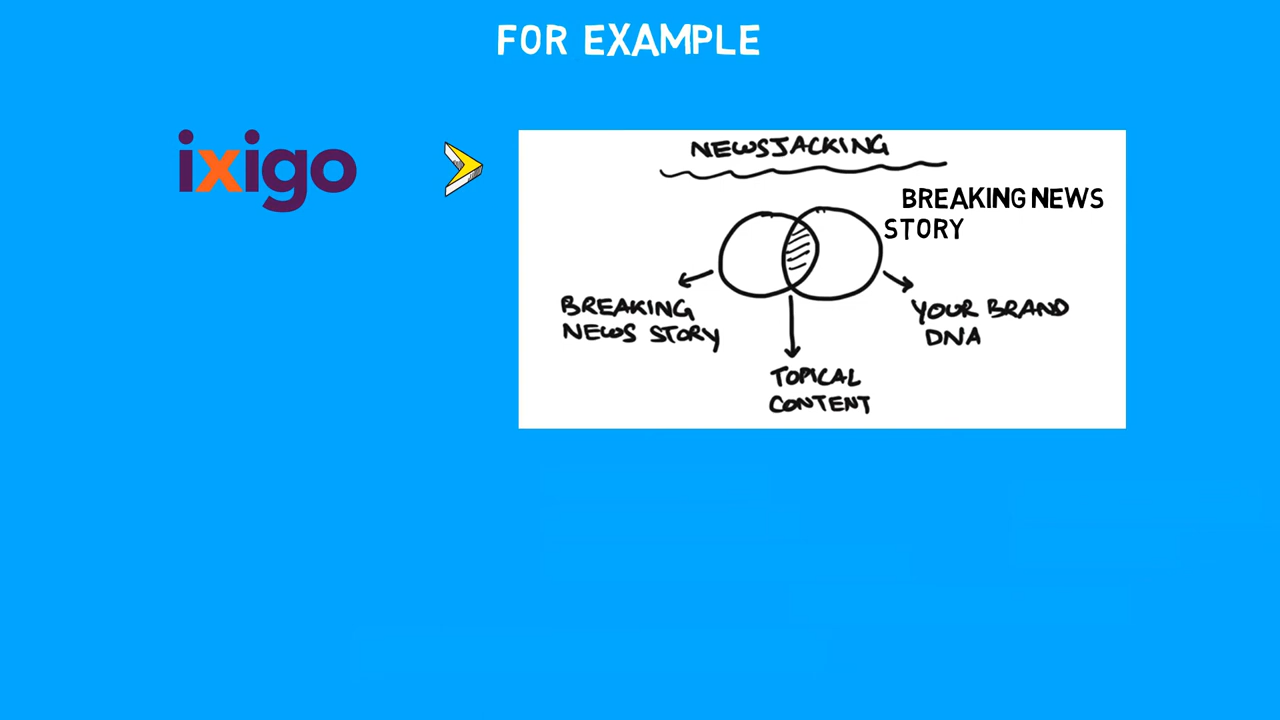 FOR EXAMPLE
ixigo
NEWSJACKING
BREAKING NEWS
STORY
BREAKING
NEWS STORY
YOUR BRAND
DNA
TOPICAL
CONTENT